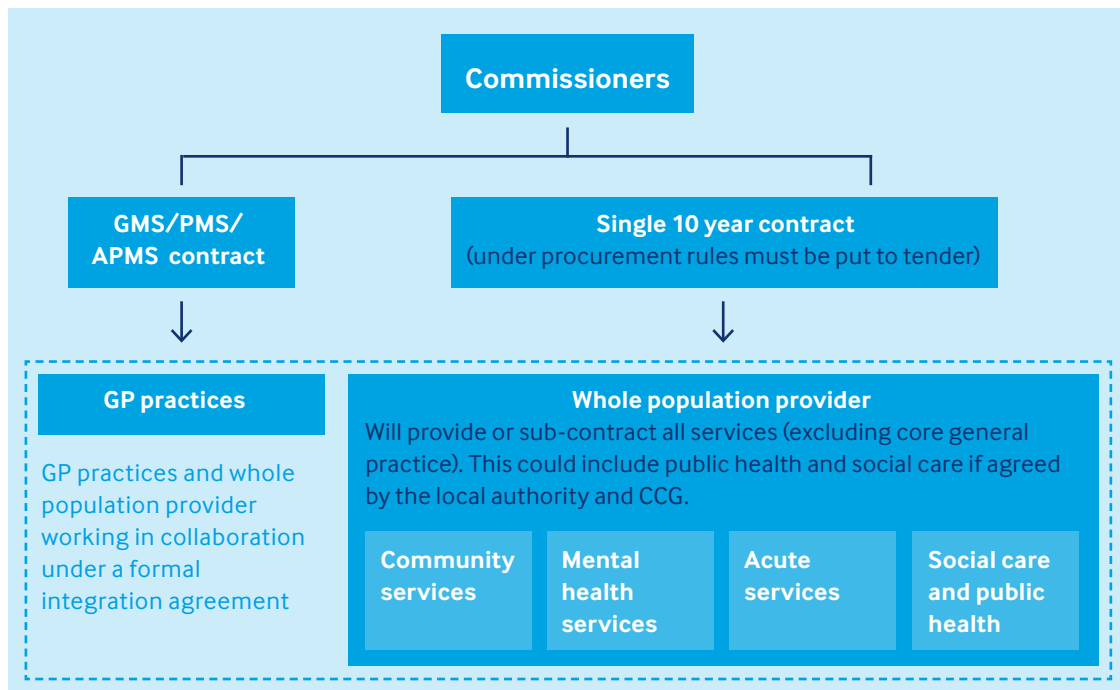 Commissioners
GMS/PMS/
APMS contract
Single 10 year contract
(under procurement rules must be put to tender)
GP practices
GP practices and whole
population provider
working in collaboration
under a formal
integration agreement
Whole population provider
Will provide or sub-contract all services (excluding core general
practice). This could include public health and social care if agreed
by the local authority and CCG.
Community
services
Mental
health
services
Acute
services
Social care
and public
health